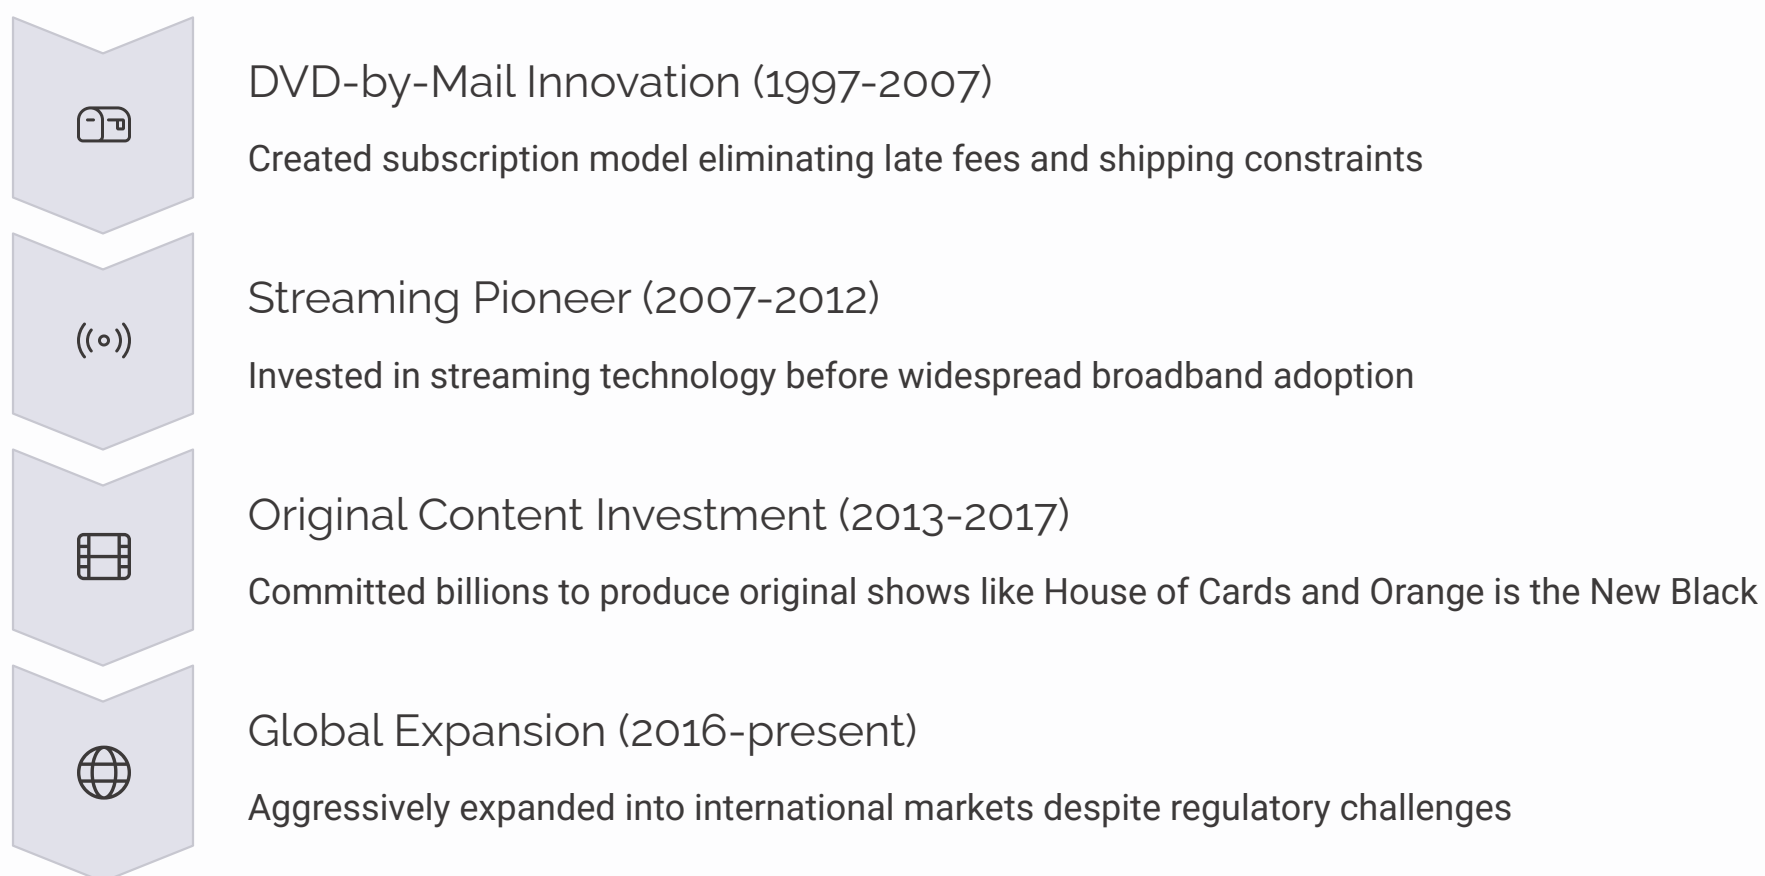 DVD-by-Mail Innovation (1997-2007)
Created subscription model eliminating late fees and shipping constraints
Streaming Pioneer (2007-2012)
Invested in streaming technology before widespread broadband adoption
Original Content Investment (2013-2017)
Committed billions to produce original shows like House of Cards and Orange is the New Black
Global Expansion (2016-present)
Aggressively expanded into international markets despite regulatory challenges